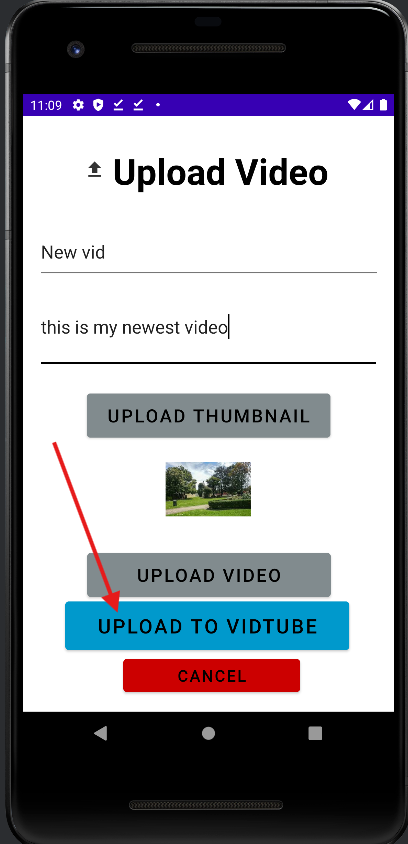 11:09
Upload Video
New vid
this is my newest video
UPLOAD THUMBNAIL
UPLOAD VIDEO
UPLOAD TO VIDTUBE
CANCEL